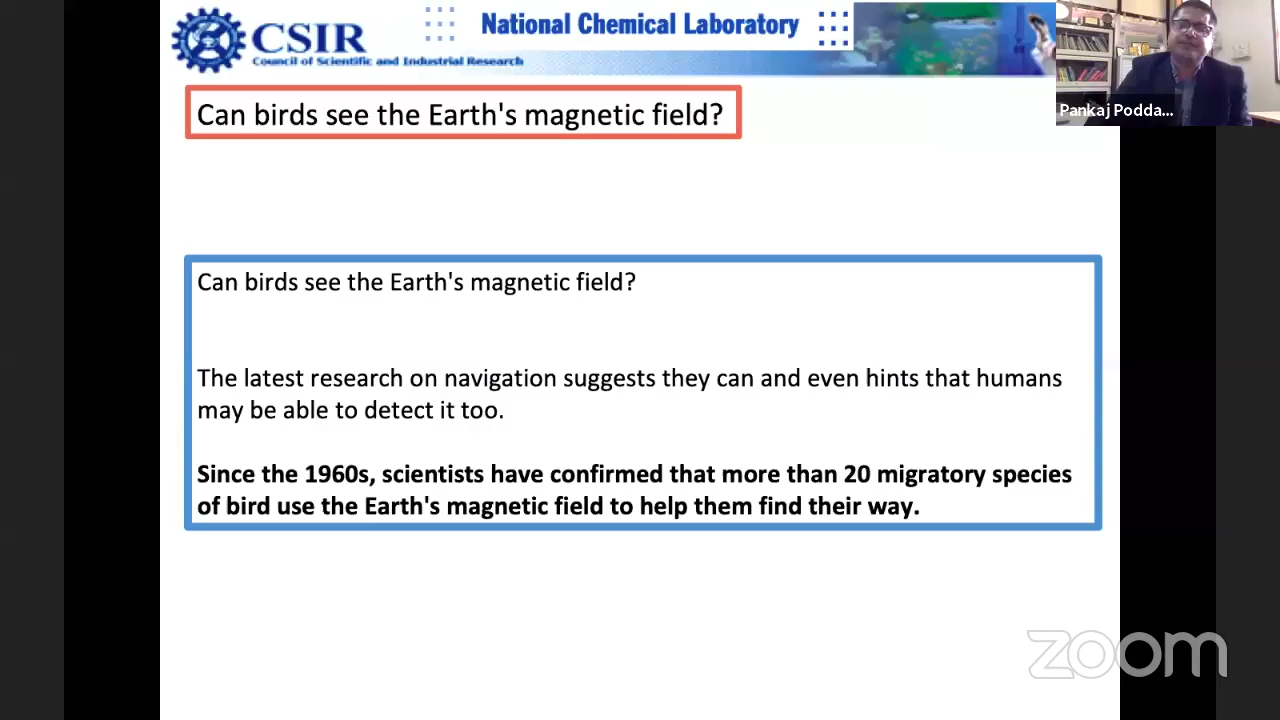 CSIR
Council of Scientific and Industrial Research
National Chemical Laboratory
Pankaj Podda...
Can birds see the Earth's magnetic field?
Can birds see the Earth's magnetic field?
The latest research on navigation suggests they can and even hints that humans
may be able to detect it too.
Since the 1960s, scientists have confirmed that more than 20 migratory species
of bird use the Earth's magnetic field to help them find their way.
zoom